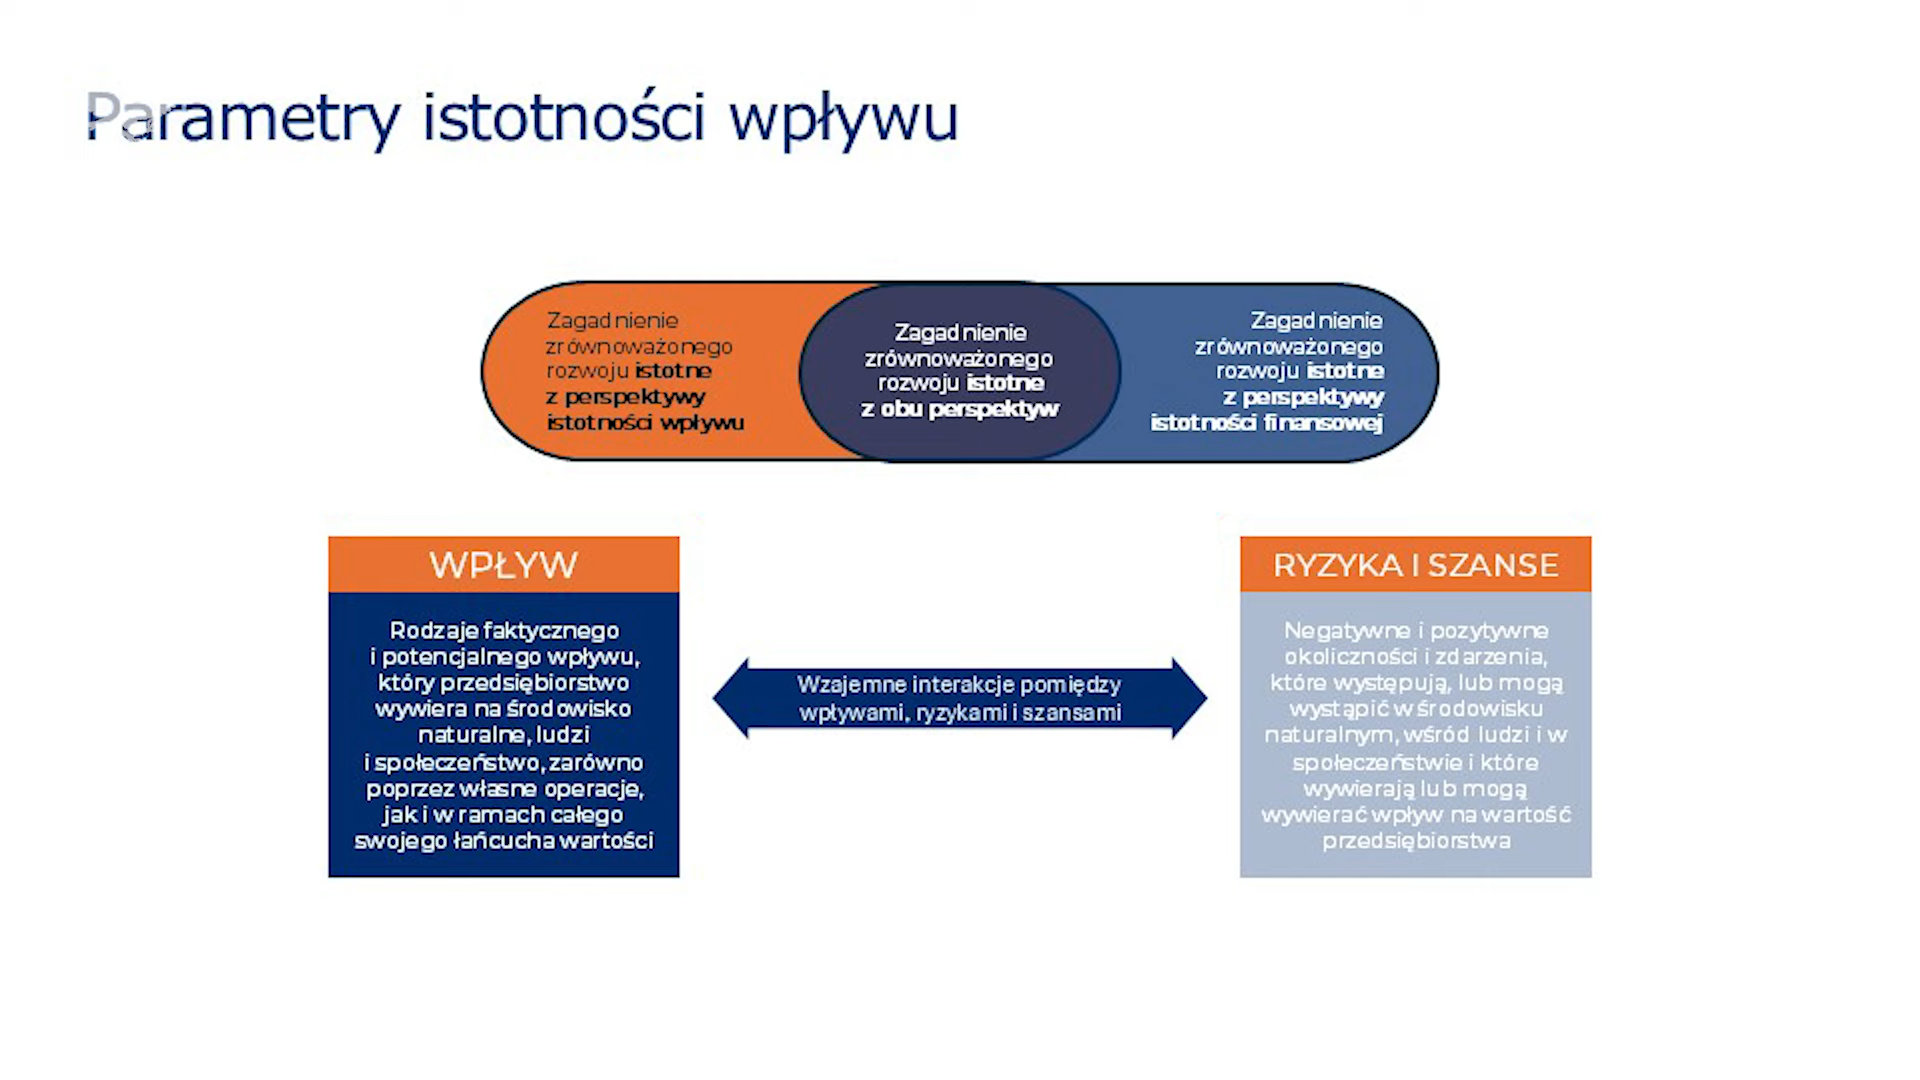 Parametry istotności wpływu
Zagadnienie
zrównoważonego
rozwoju istotne
z perspektywy
istotności wpływu
Zagadnienie
zrównoważonego
rozwoju istotne
z obu perspektyw
Zagadnienie
zrównoważonego
rozwoju istotne
z perspektywy
istotności finansowej
WPŁYW
Rodzaje faktycznego
i potencjalnego wpływu,
który przedsiębiorstwo
wywiera na środowisko
naturalne, ludzi
i społeczeństwo, zarówno
poprzez własne operacje,
jak i w ramach całego
swojego łańcucha wartości
Wzajemne interakcje pomiędzy
wpływami, ryzykami i szansami
RYZYKA I SZANSE
Negatywne i pozytywne
okoliczności i zdarzenia,
które występują, lub mogą
wystąpić w środowisku
naturalnym, wśród ludzi i w
społeczeństwie i które
wywierają lub mogą
wywierać wpływ na wartość
przedsiębiorstwa